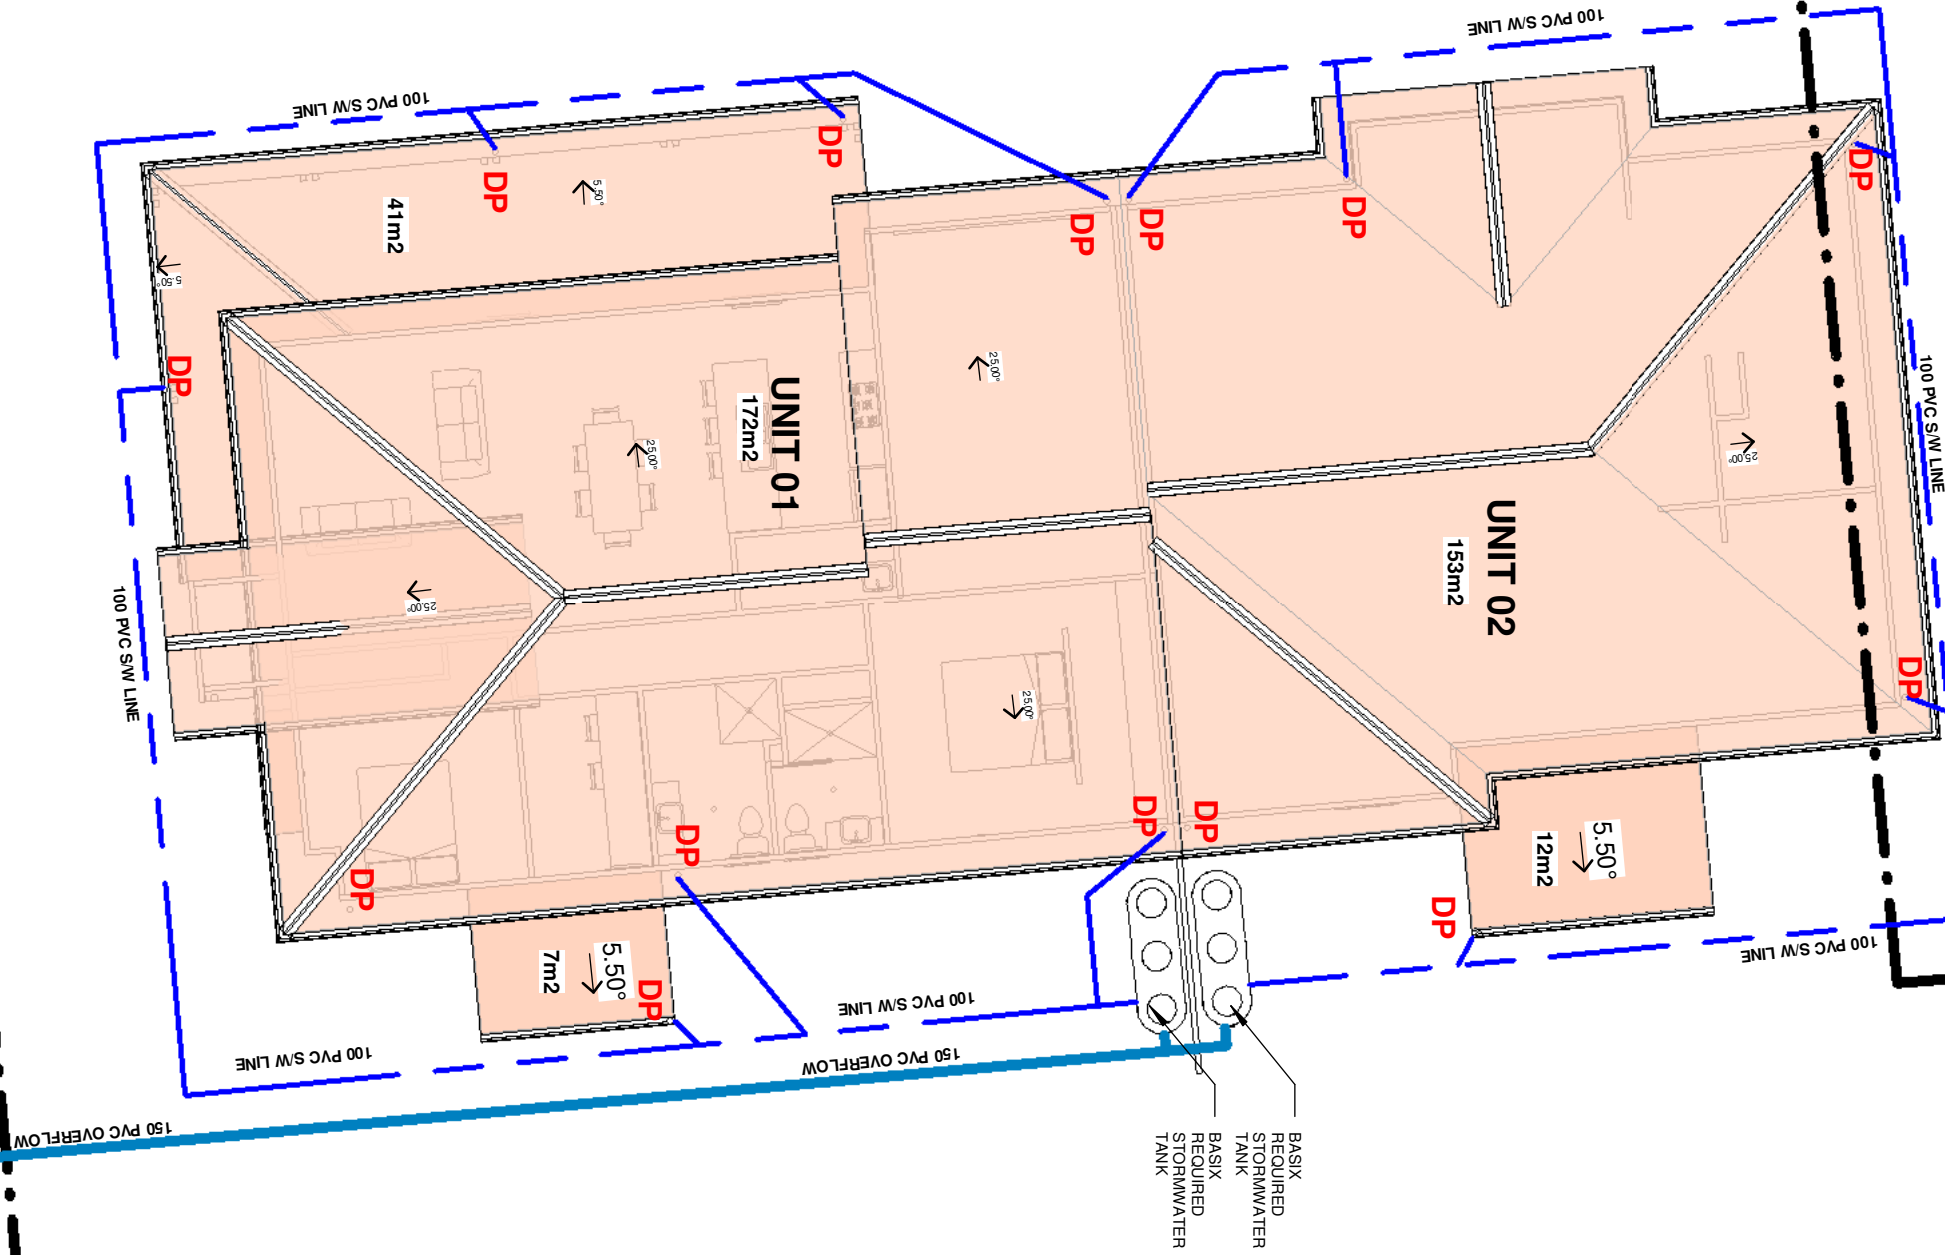 100 PVC S/W LINE
100 PVC S/W LINE
DP
DP
DP
5.50°
41m2
DP
DP
DP
DP
5.50°
DP
25.00°
100 PVC S/W LINE
UNIT 01
172m2
25.00°
25.00°
UNIT 02
153m2
25.00°
100 PVC S/W LINE
DP
25.00°
DP
DP
DP
DP
5.50°
12m2
DP
5.50°
7m2
DP
100 PVC S/W LINE
100 PVC S/W LINE
100 PVC S/W LINE
150 PVC OVERFLOW
150 PVC OVERFLOW
BASIX
REQUIRED
STORMWATER
TANK
BASIX
REQUIRED
STORMWATER
TANK